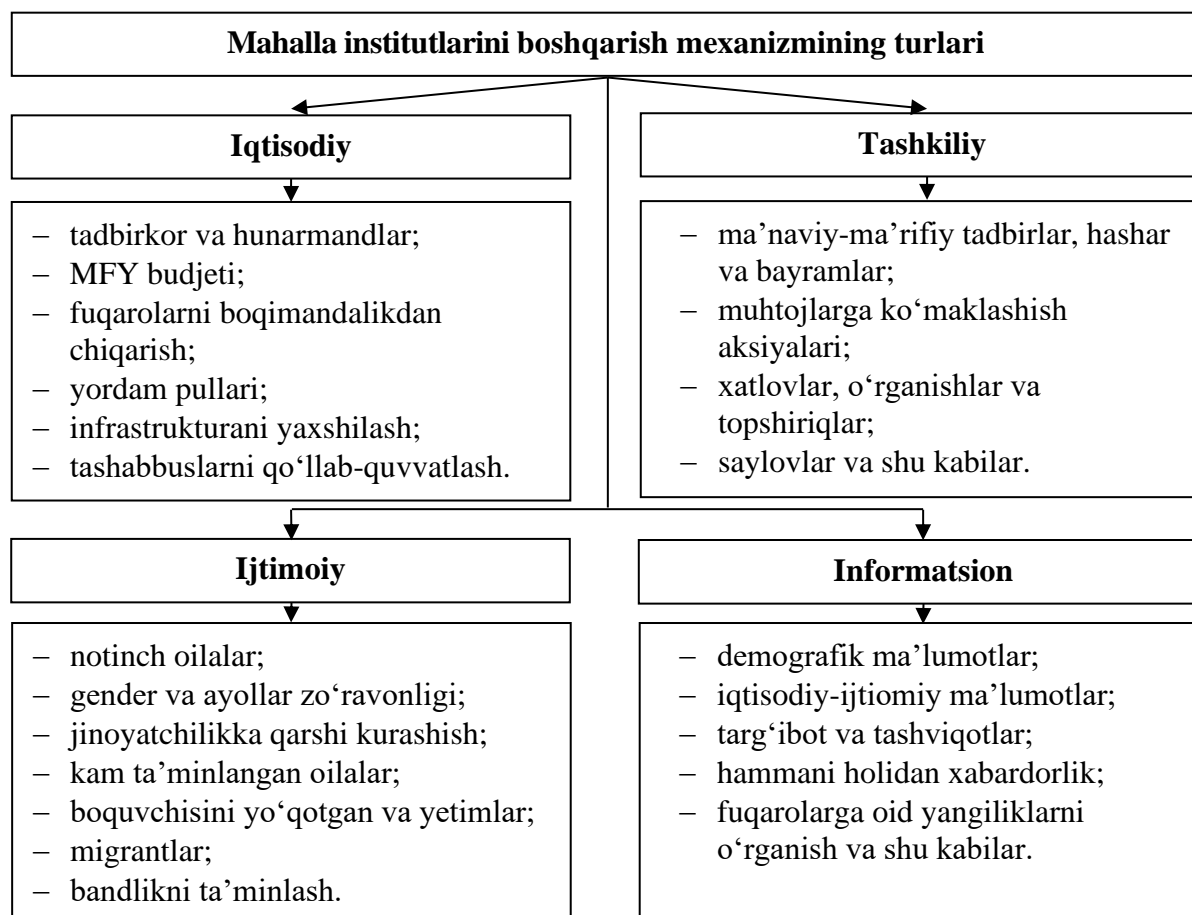 Mahalla institutlarini boshqarish mexanizmining turlari
Iqtisodiy
– tadbirkor va hunarmandlar;
– MFY budjeti;
– fuqarolarni boqimandalikdan
chiqarish;
– yordam pullari;
– infrastrukturani yaxshilash;
– tashabbuslarni qo‘llab-quvvatlash.
Tashkiliy
– ma’naviy-ma’rifiy tadbirlar, hashar
va bayramlar;
– muhtojlarga ko‘maklashish
aksiyalari;
– xatlovlar, o‘rganishlar va
topshiriqlar;
– saylovlar va shu kabilar.
Ijtimoiy
– notinch oilalar;
– gender va ayollar zo‘ravonligi;
– jinoyatchilikka qarshi kurashish;
– kam ta’minlangan oilalar;
– boquvchisini yo‘qotgan va yetimlar;
– migrantlar;
– bandlikni ta’minlash.
Informatsion
– demografik ma’lumotlar;
– iqtisodiy-ijtiomiy ma’lumotlar;
– targ‘ibot va tashviqotlar;
– hammani holidan xabardorlik;
– fuqarolarga oid yangiliklarni
o‘rganish va shu kabilar.